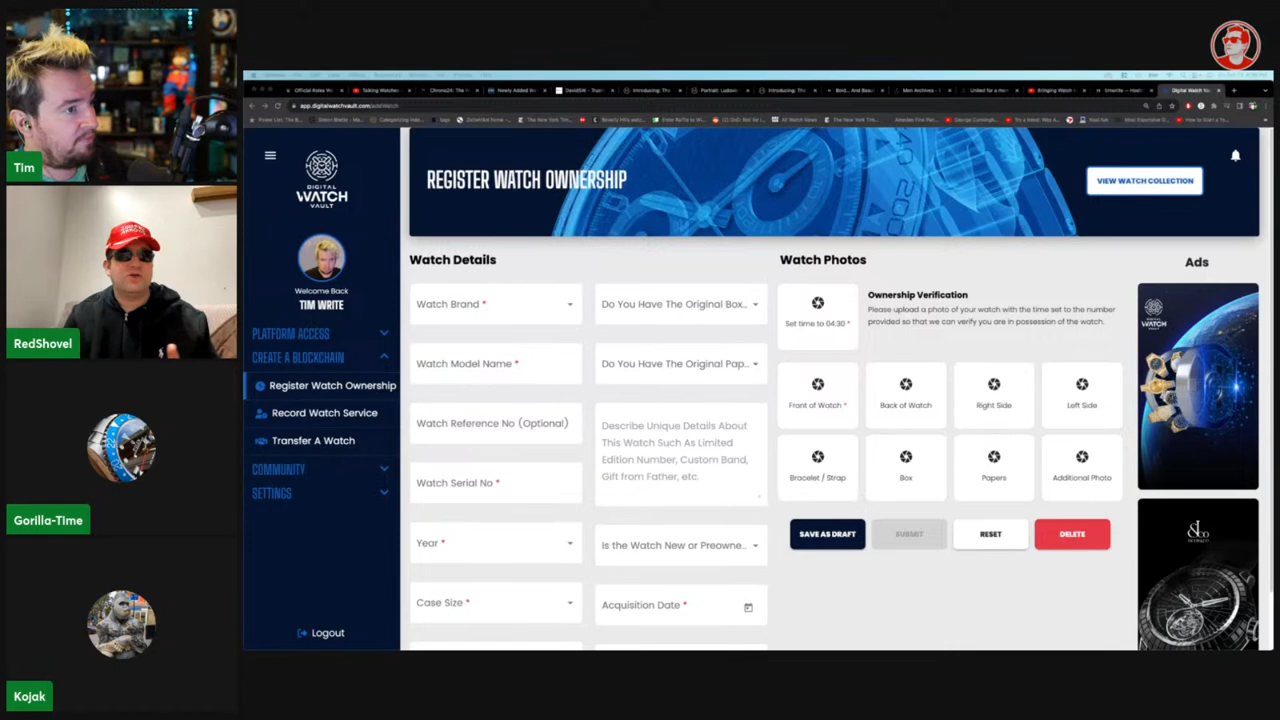 Tim
RedShovel
Gorilla-Time
Kojak
app.digitalwatchvault.com/addWatch
DIGITAL
WATCH
VAULT
Welcome Back
TIM WRITE
PLATFORM ACCESS
CREATE A BLOCKCHAIN
Register Watch Ownership
Record Watch Service
Transfer A Watch
COMMUNITY
SETTINGS
Logout
REGISTER WATCH OWNERSHIP
VIEW WATCH COLLECTION
Watch Details
Watch Brand *
Do You Have The Original Box...
Watch Model Name *
Do You Have The Original Pap...
Watch Reference No (Optional)
Describe Unique Details About
This Watch Such As Limited
Edition Number, Custom Band,
Gift from Father, etc.
Watch Serial No *
Year *
Is the Watch New or Preowne...
Case Size *
Acquisition Date *
Watch Photos
Set time to 04:30 *
Ownership Verification
Please upload a photo of your watch with the time set to the number
provided so that we can verify you are in possession of the watch.
Front of Watch *
Back of Watch
Right Side
Left Side
Bracelet / Strap
Box
Papers
Additional Photo
SAVE AS DRAFT
SUBMIT
RESET
DELETE
Ads
WATCH